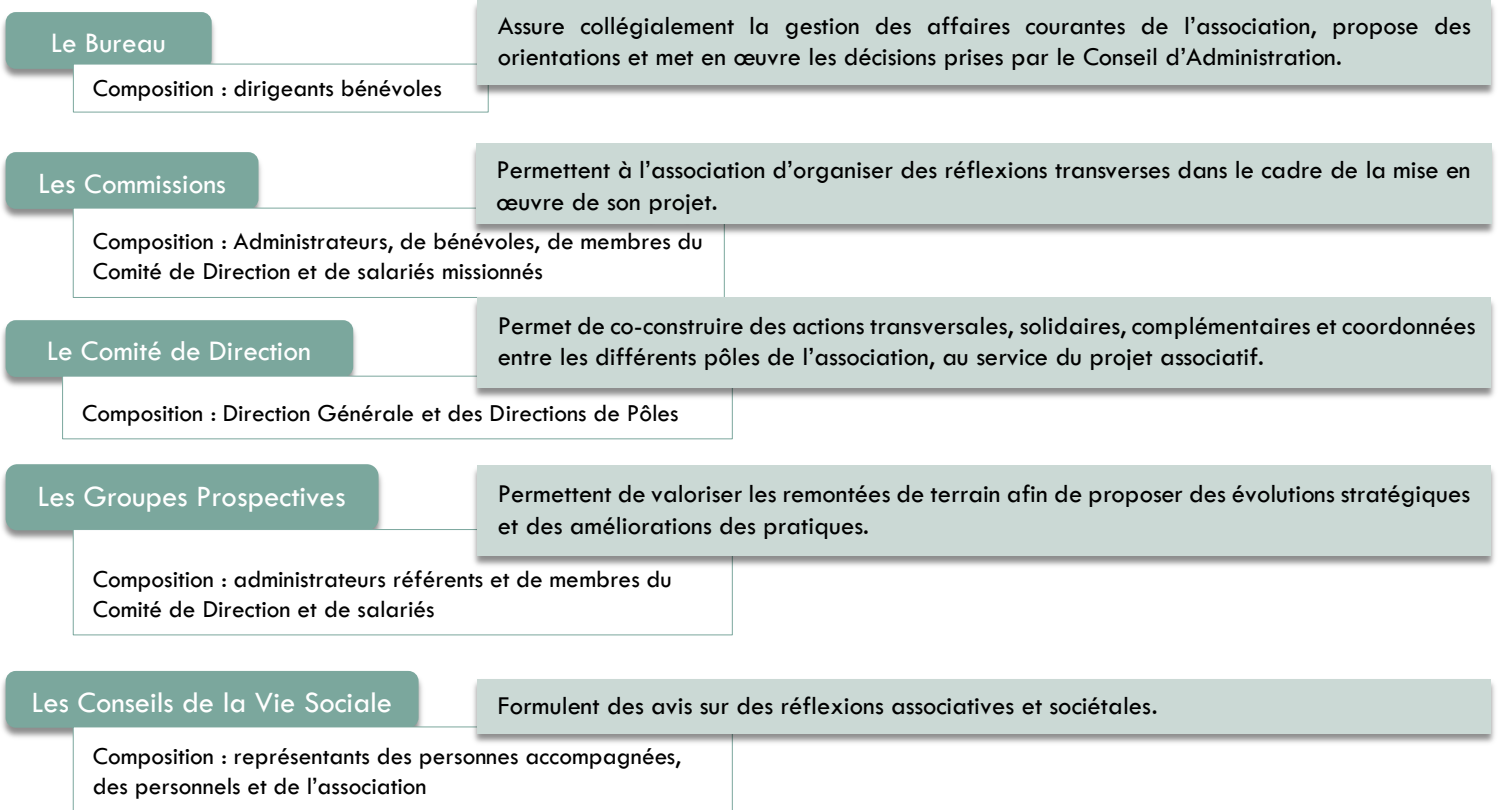 Le Bureau
Assure collégialement la gestion des affaires courantes de l’association, propose des
orientations et met en œuvre les décisions prises par le Conseil d’Administration.
Composition : dirigeants bénévoles
Les Commissions
Permettent à l’association d’organiser des réflexions transverses dans le cadre de la mise en
œuvre de son projet.
Composition : Administrateurs, de bénévoles, de membres du
Comité de Direction et de salariés missionnés
Le Comité de Direction
Permet de co-construire des actions transversales, solidaires, complémentaires et coordonnées
entre les différents pôles de l’association, au service du projet associatif.
Composition : Direction Générale et des Directions de Pôles
Les Groupes Prospectives
Permettent de valoriser les remontées de terrain afin de proposer des évolutions stratégiques
et des améliorations des pratiques.
Composition : administrateurs référents et de membres du
Comité de Direction et de salariés
Les Conseils de la Vie Sociale
Formulent des avis sur des réflexions associatives et sociétales.
Composition : représentants des personnes accompagnées,
des personnels et de l’association